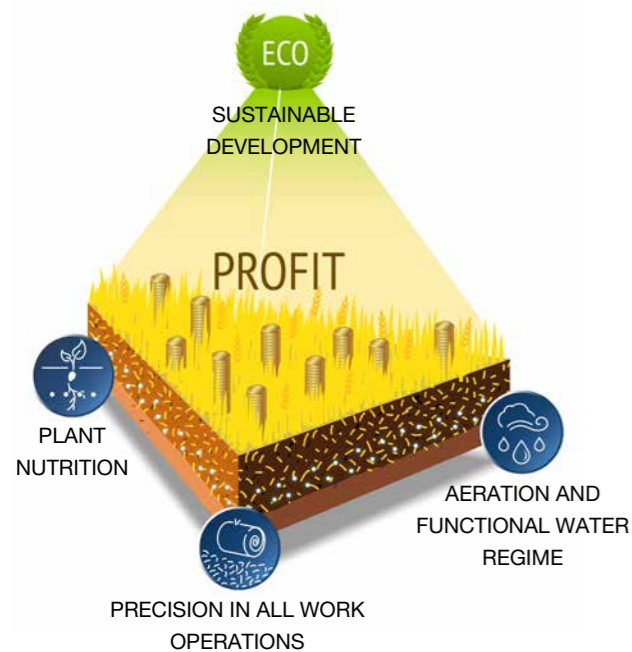 ECO
SUSTAINABLE
DEVELOPMENT
PROFIT
PLANT
NUTRITION
AERATION AND
FUNCTIONAL WATER
REGIME
PRECISION IN ALL WORK
OPERATIONS